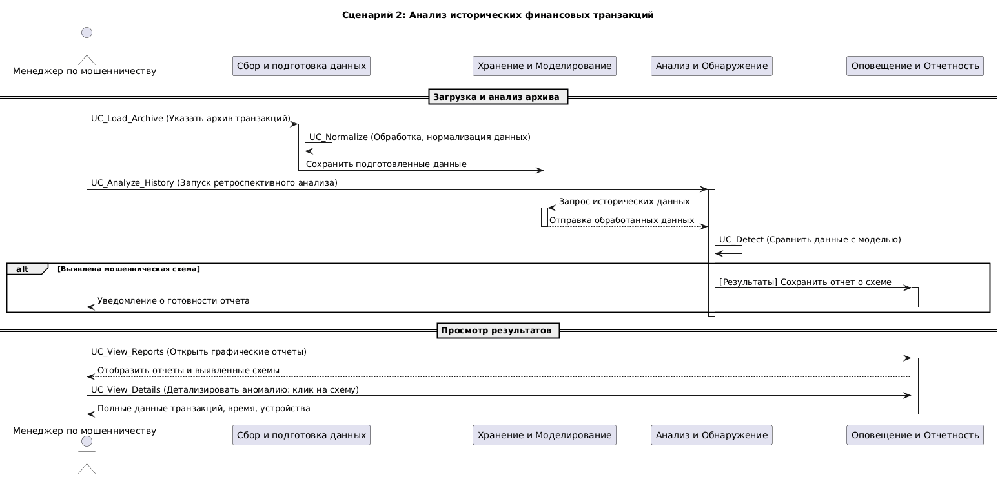 Сценарий 2: Анализ исторических финансовых транзакций
Менеджер по мошенничеству
Сбор и подготовка данных
Хранение и Моделирование
Анализ и Обнаружение
Оповещение и Отчетность
Загрузка и анализ архива
UC_Load_Archive (Указать архив транзакций)
UC_Normalize (Обработка, нормализация данных)
Сохранить подготовленные данные
UC_Analyze_History (Запуск ретроспективного анализа)
Запрос исторических данных
Отправка обработанных данных
UC_Detect (Сравнить данные с моделью)
alt [Выявлена мошенническая схема]
[Результаты] Сохранить отчет о схеме
Уведомление о готовности отчета
Просмотр результатов
UC_View_Reports (Открыть графические отчеты)
Отобразить отчеты и выявленные схемы
UC_View_Details (Детализировать аномалию: клик на схему)
Полные данные транзакций, время, устройства
Менеджер по мошенничеству
Сбор и подготовка данных
Хранение и Моделирование
Анализ и Обнаружение
Оповещение и Отчетность